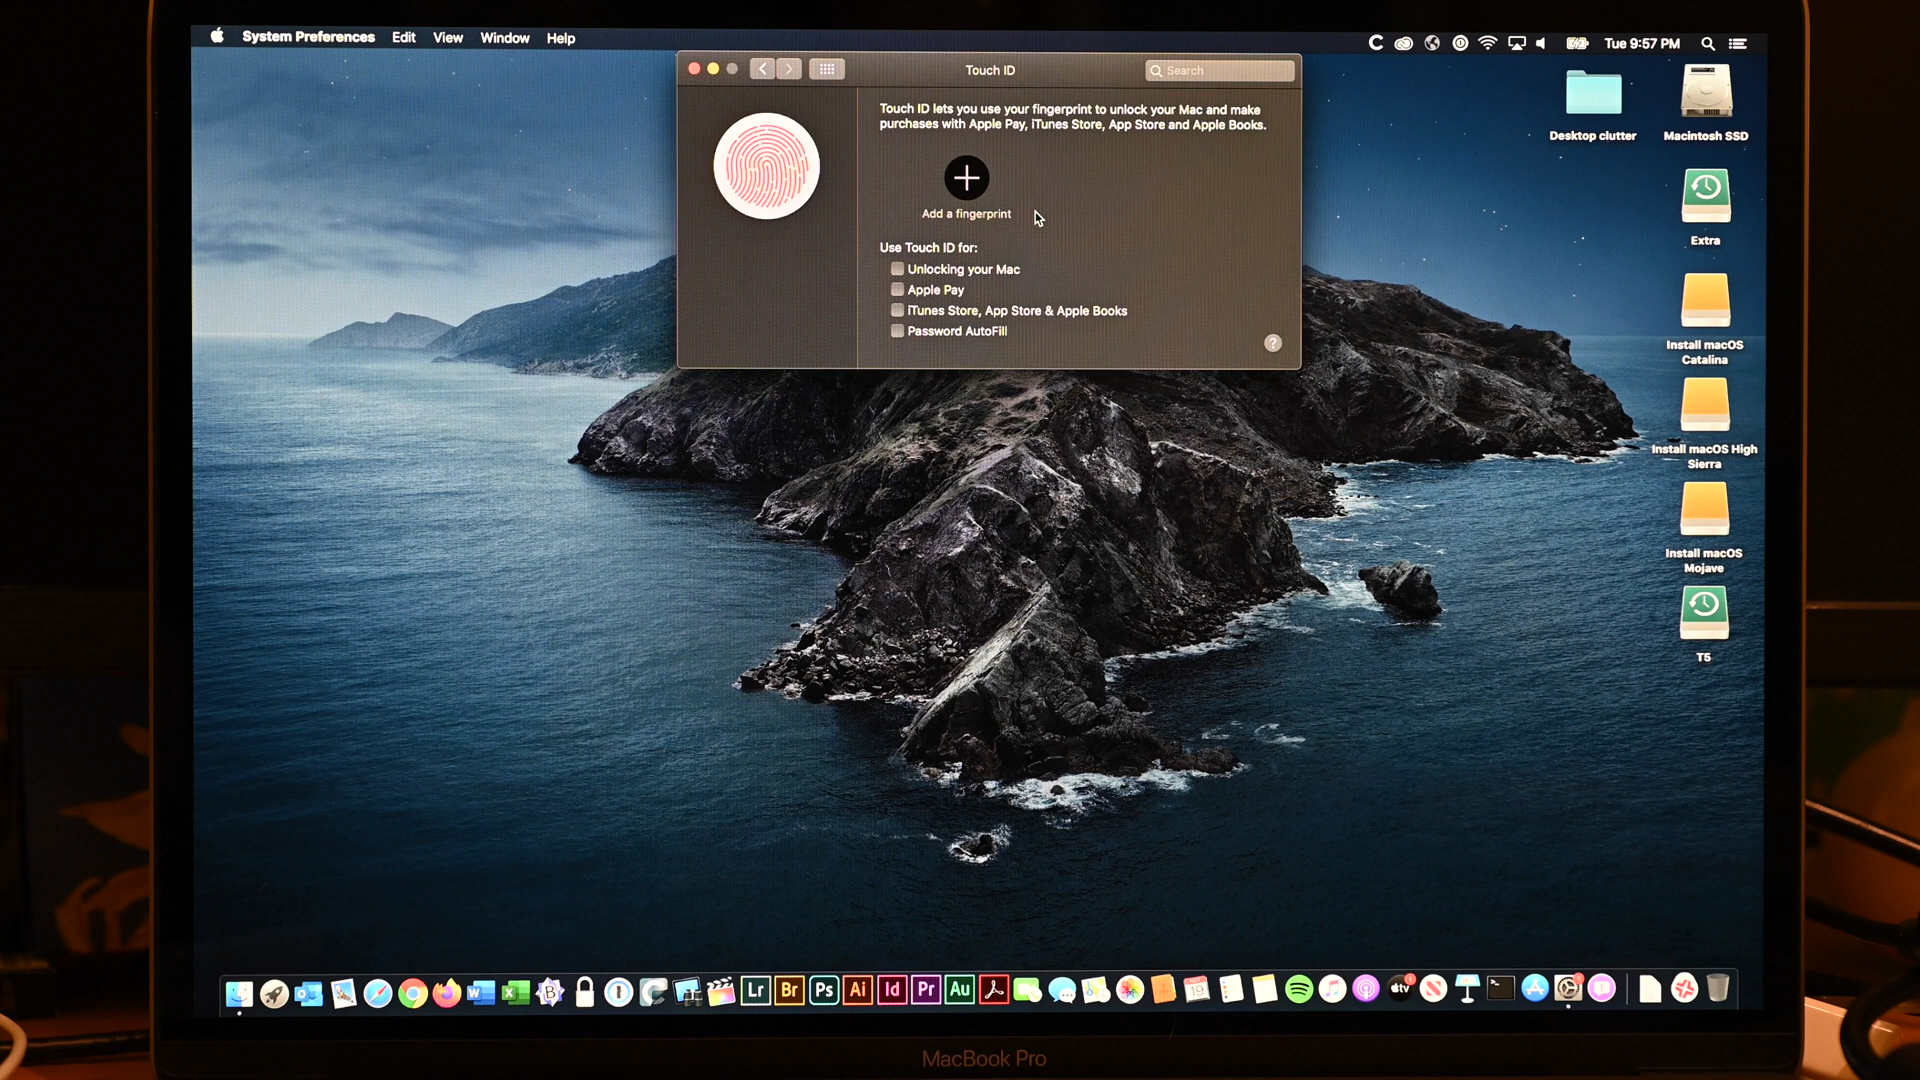 System Preferences Edit View Window Help
Tue 9:57 PM
Touch ID
Search
Touch ID lets you use your fingerprint to unlock your Mac and make
purchases with Apple Pay, iTunes Store, App Store and Apple Books.
Add a fingerprint
Use Touch ID for:
Unlocking your Mac
Apple Pay
iTunes Store, App Store & Apple Books
Password AutoFill
?
Desktop clutter
Macintosh SSD
Extra
Install macOS
Catalina
Install macOS High
Sierra
Install macOS
Mojave
T5
Lr Br Ps Ai Id Pr Au
19
tv
MacBook Pro